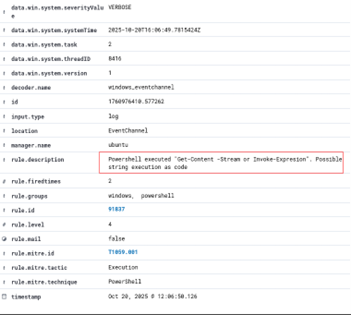 data.win.system.severityValue VERBOSE
data.win.system.systemTime 2025-10-20T16:06:49.7815424Z
data.win.system.task 2
data.win.system.threadID 8416
data.win.system.version 1
decoder.name windows_eventchannel
id 1760976410.577262
input.type log
location EventChannel
manager.name ubuntu
rule.description Powershell executed "Get-Content -Stream or Invoke-Expresion". Possible
string execution as code
rule.firedtimes 2
rule.groups windows, powershell
rule.id 91837
rule.level 4
rule.mail false
rule.mitre.id T1059.001
rule.mitre.tactic Execution
rule.mitre.technique PowerShell
timestamp Oct 20, 2025 @ 12:06:50.126